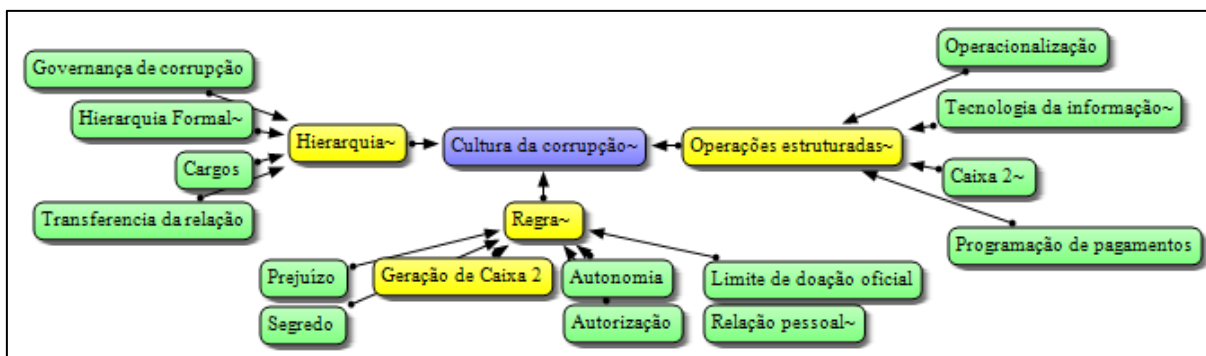 Operacionalização
Governança de corrupção
Hierarquia Formal~
Tecnologia da informação~
Hierarquia~
Cultura da corrupção~
Operações estruturadas~
Cargos
Caixa 2~
Transferencia da relação
Regra~
Programação de pagamentos
Prejuízo
Geração de Caixa 2
Autonomia
Limite de doação oficial
Segredo
Autorização
Relação pessoal~